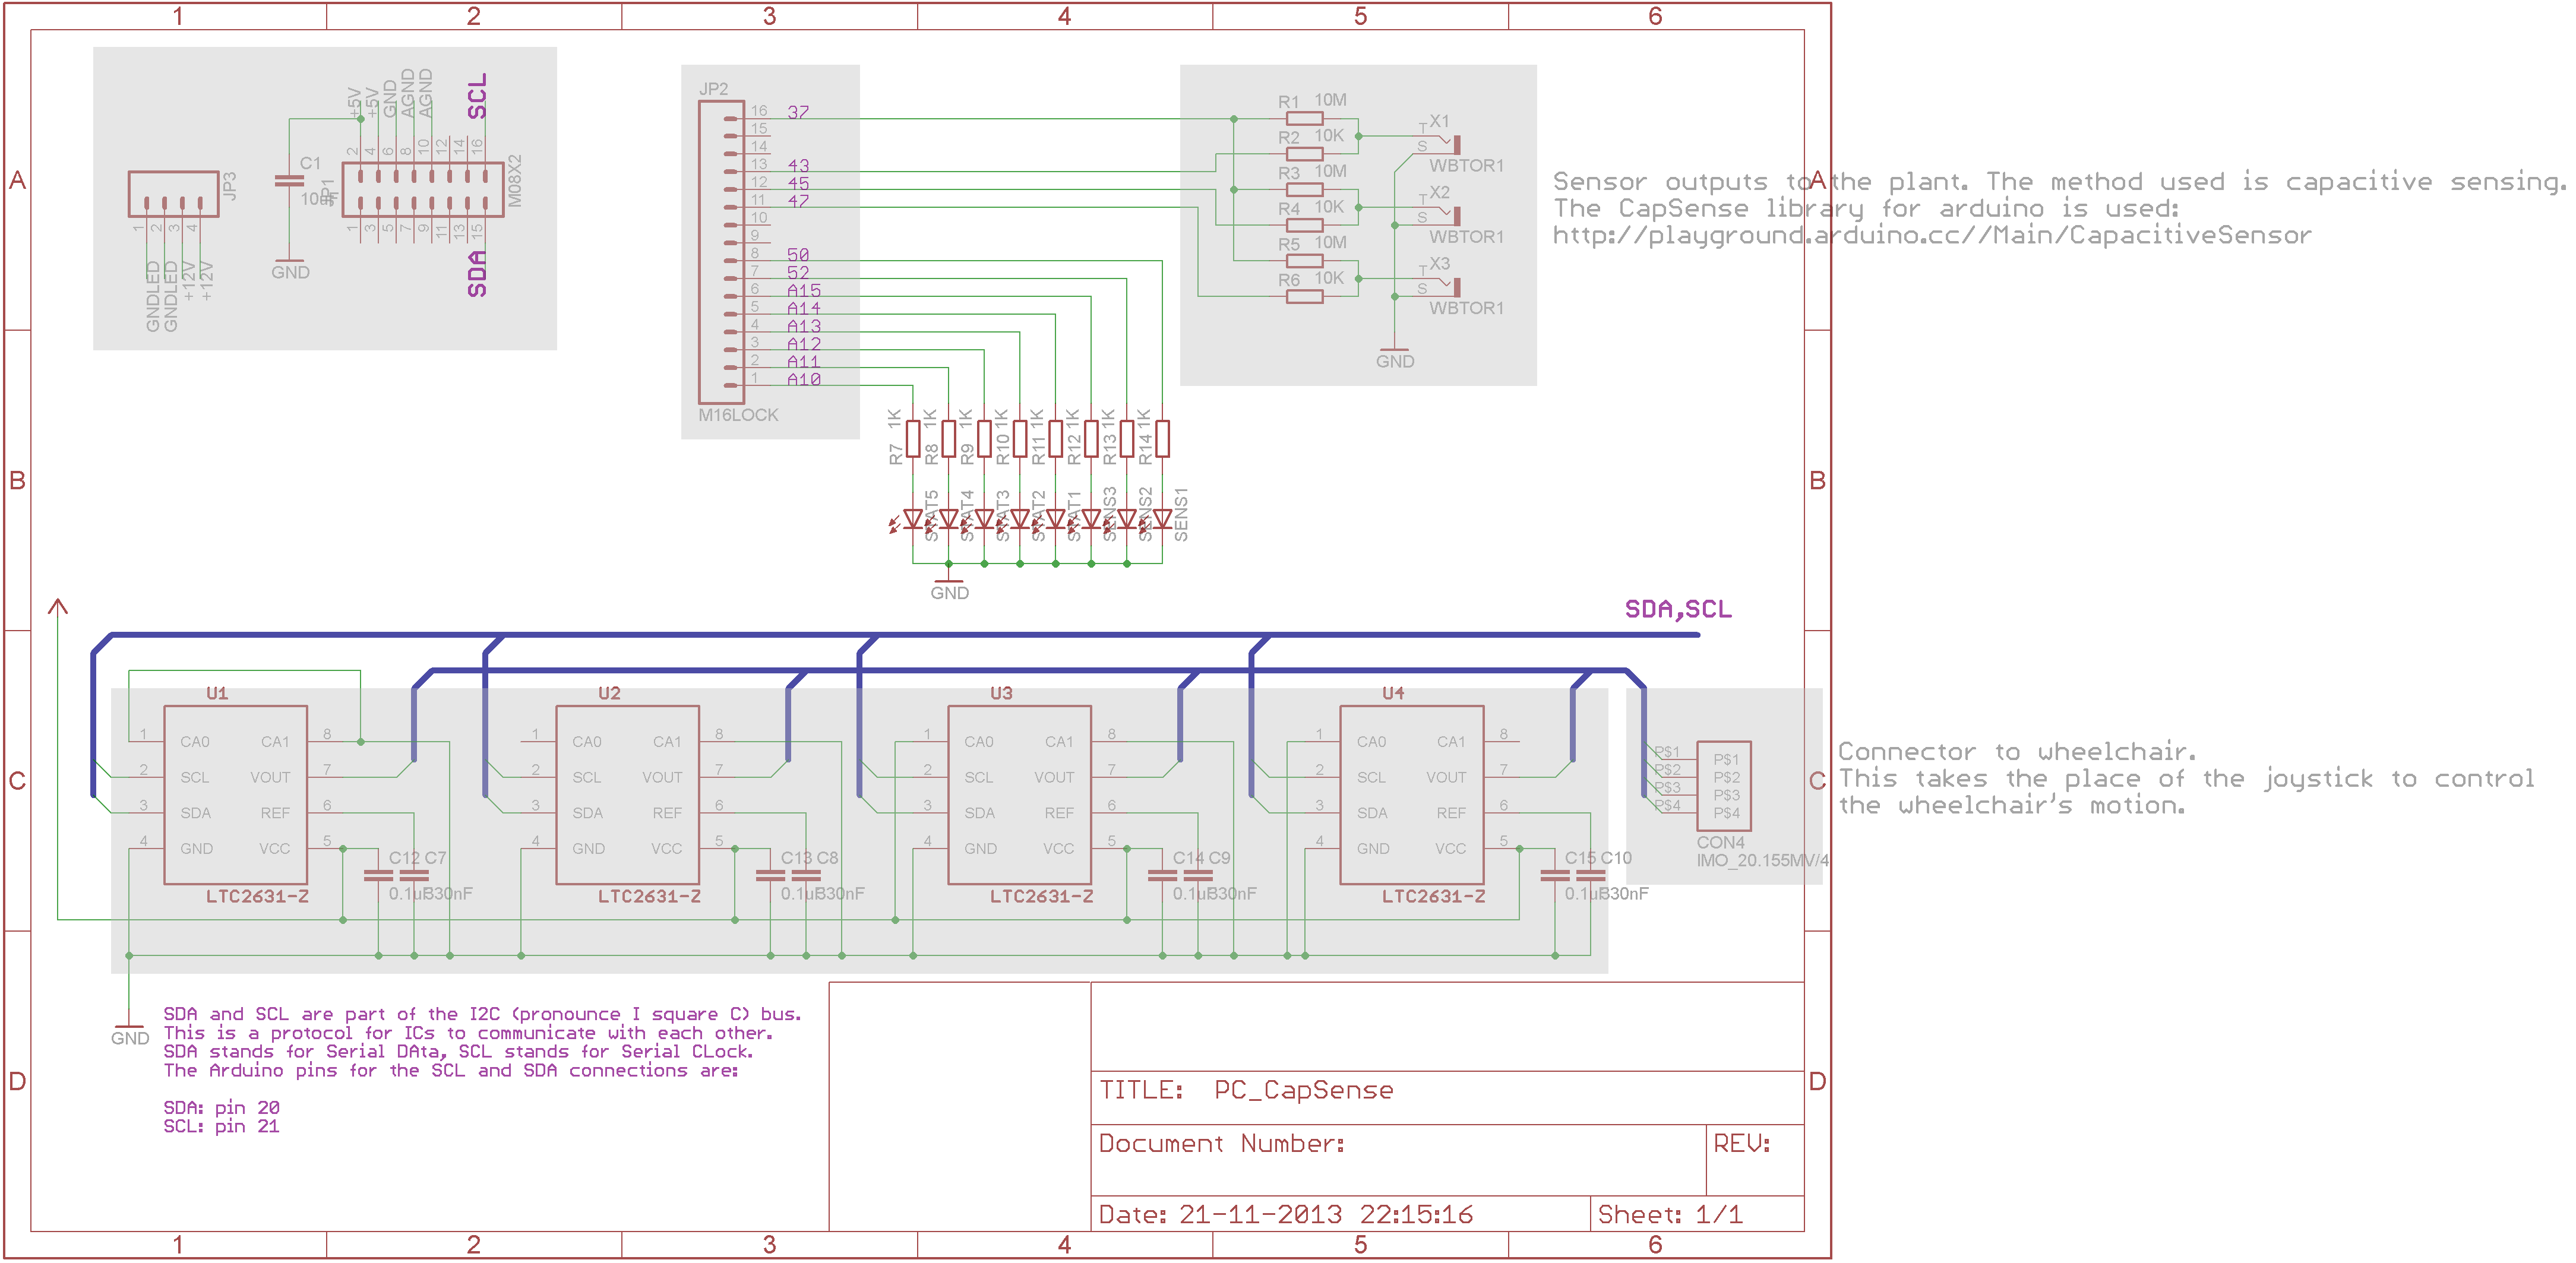 1 2 3 4 5 6
A
B
C
D
A
B
C
D
1 2 3 4 5 6
+5V
+5V
GND
AGND
AGND
SCL
2 4 6 8 10 12 14 16
C1
JP1
M08X2
1 3 5 7 9 11 13 15
SDA
GND
JP3
1 2 3 4
GNDLED
GNDLED
+12V
+12V
JP2
16 37
15
14
13 43
12 45
11 47
10
9
8 50
7 52
6 A15
5 A14
4 A13
3 A12
2 A11
1 A10
M16LOCK
R1 10M
R2 10K
R3 10M
R4 10K
R5 10M
R6 10K
T X1
S
WBTOR1
T X2
S
WBTOR1
T X3
S
WBTOR1
GND
Sensor outputs to the plant. The method used is capacitive sensing.
The CapSense library for arduino is used:
http://playground.arduino.cc//Main/CapacitiveSensor
R7 1K
R8 1K
R9 1K
R10 1K
R11 1K
R12 1K
R13 1K
R14 1K
STAT5
STAT4
STAT3
STAT2
STAT1
SENS3
SENS2
SENS1
GND
SDA,SCL
U1
1 CA0 CA1 8
2 SCL VOUT 7
3 SDA REF 6
4 GND VCC 5
LTC2631-Z
C12 C7
0.1uF 330nF
U2
1 CA0 CA1 8
2 SCL VOUT 7
3 SDA REF 6
4 GND VCC 5
LTC2631-Z
C13 C8
0.1uF 330nF
U3
1 CA0 CA1 8
2 SCL VOUT 7
3 SDA REF 6
4 GND VCC 5
LTC2631-Z
C14 C9
0.1uF 330nF
U4
1 CA0 CA1 8
2 SCL VOUT 7
3 SDA REF 6
4 GND VCC 5
LTC2631-Z
C15 C10
0.1uF 330nF
P$1 P$1
P$2 P$2
P$3 P$3
P$4 P$4
CON4
IMO_20.155MV/4
Connector to wheelchair.
This takes the place of the joystick to control
the wheelchair's motion.
GND
SDA and SCL are part of the I2C (pronounce I square C) bus.
This is a protocol for ICs to communicate with each other.
SDA stands for Serial DAta, SCL stands for Serial CLock.
The Arduino pins for the SCL and SDA connections are:
SDA: pin 20
SCL: pin 21
TITLE: PC_CapSense
Document Number:
REV:
Date: 21-11-2013 22:15:16
Sheet: 1/1